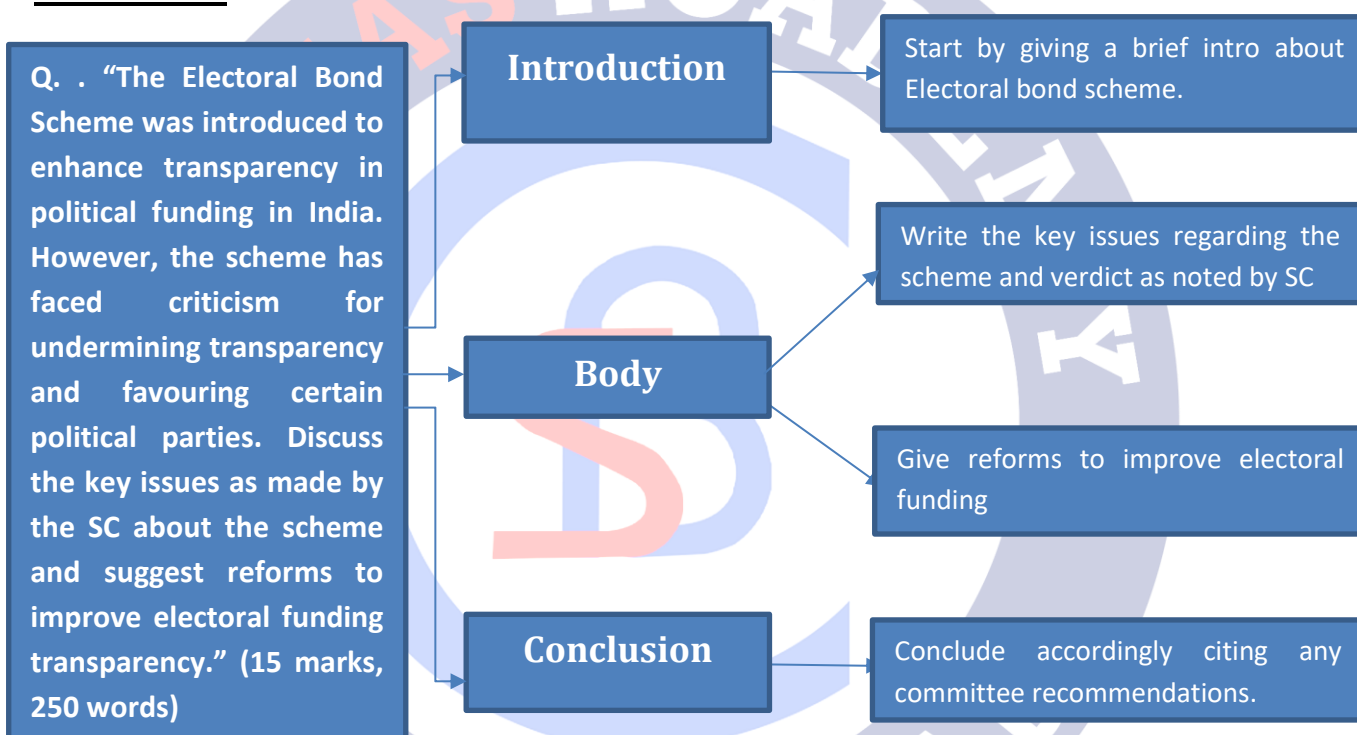 Q. . “The Electoral Bond
Scheme was introduced to
enhance transparency in
political funding in India.
However, the scheme has
faced criticism for
undermining transparency
and favouring certain
political parties. Discuss
the key issues as made by
the SC about the scheme
and suggest reforms to
improve electoral funding
transparency.” (15 marks,
250 words)
Introduction
Start by giving a brief intro about
Electoral bond scheme.
Body
Write the key issues regarding the
scheme and verdict as noted by SC
Give reforms to improve electoral
funding
Conclusion
Conclude accordingly citing any
committee recommendations.